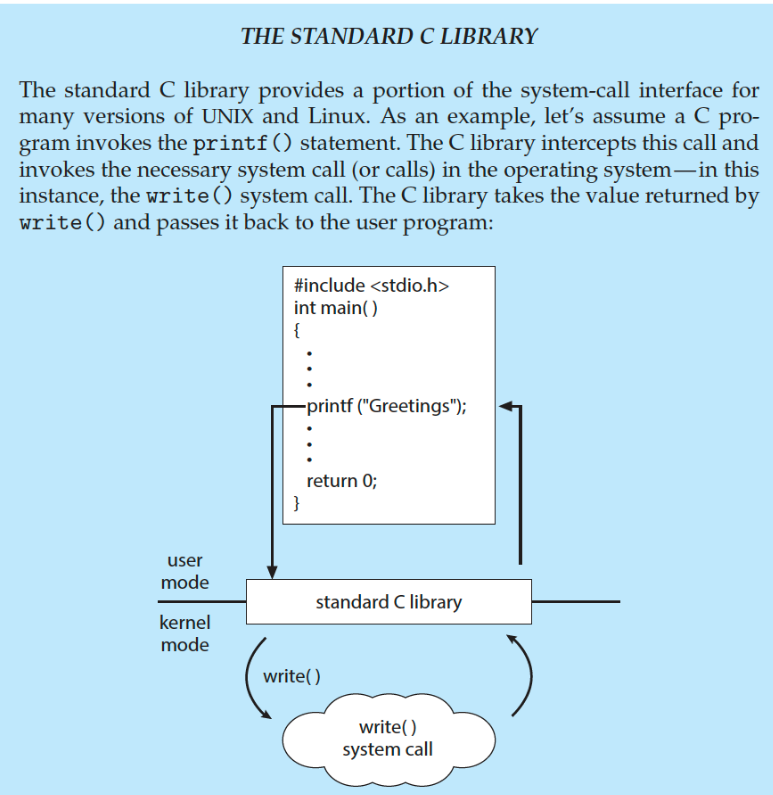 THE STANDARD C LIBRARY
The standard C library provides a portion of the system-call interface for
many versions of UNIX and Linux. As an example, let’s assume a C pro-
gram invokes the printf() statement. The C library intercepts this call and
invokes the necessary system call (or calls) in the operating system—in this
instance, the write() system call. The C library takes the value returned by
write() and passes it back to the user program:
#include <stdio.h>
int main( )
{
.
.
.
printf ("Greetings");
.
.
.
return 0;
}
user
mode
standard C library
kernel
mode
write( )
write( )
system call